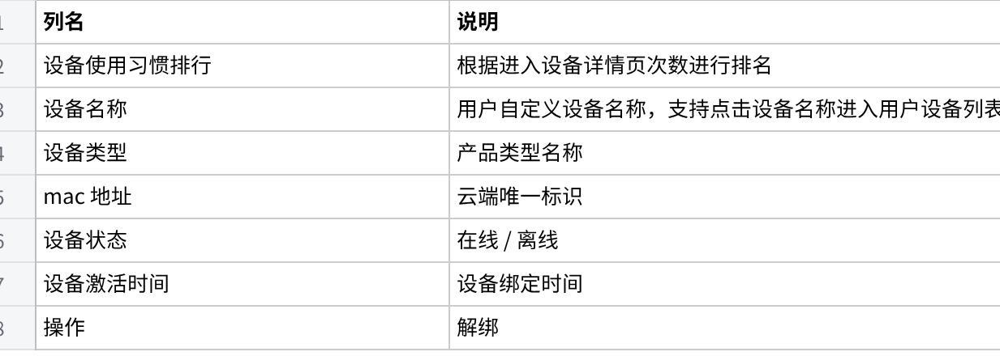 列名 说明
2 设备使用习惯排行 根据进入设备详情页次数进行排名
3 设备名称 用户自定义设备名称，支持点击设备名称进入用户设备列表
4 设备类型 产品类型名称
5 mac 地址 云端唯一标识
6 设备状态 在线 / 离线
7 设备激活时间 设备绑定时间
8 操作 解绑